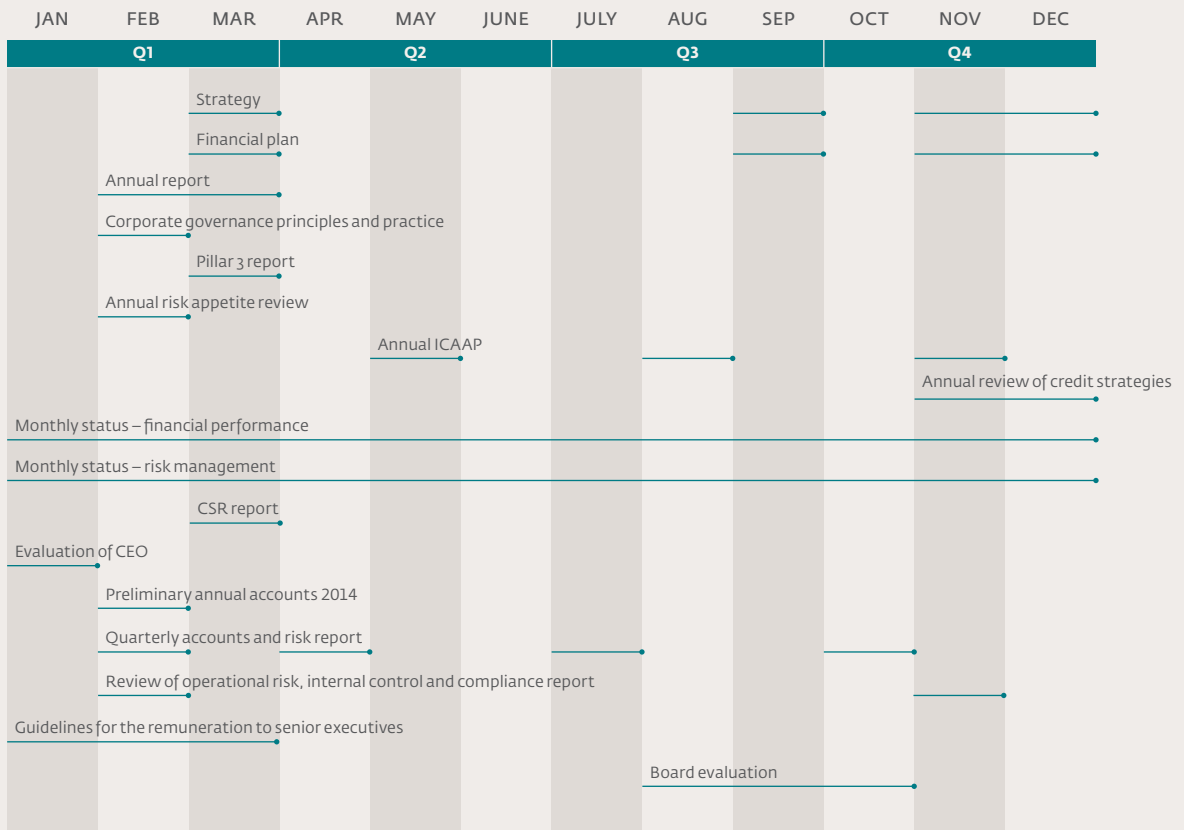 JAN FEB MAR APR MAY JUNE JULY AUG SEP OCT NOV DEC
Q1 Q2 Q3 Q4
Strategy
Financial plan
Annual report
Corporate governance principles and practice
Pillar 3 report
Annual risk appetite review
Annual ICAAP
Annual review of credit strategies
Monthly status – financial performance
Monthly status – risk management
CSR report
Evaluation of CEO
Preliminary annual accounts 2014
Quarterly accounts and risk report
Review of operational risk, internal control and compliance report
Guidelines for the remuneration to senior executives
Board evaluation